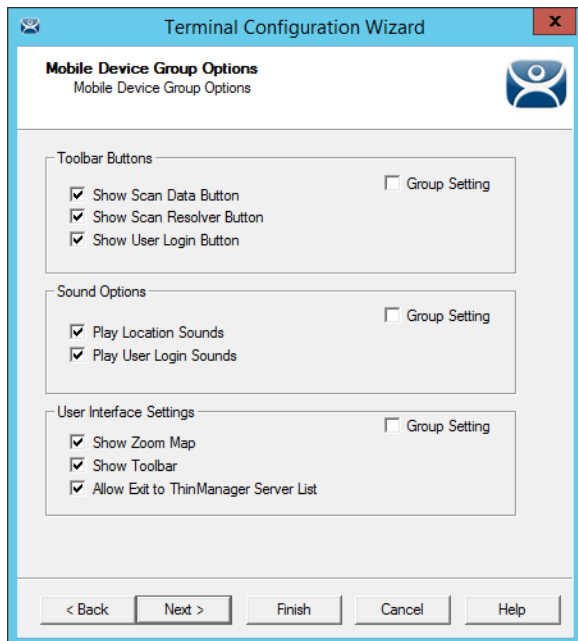 Terminal Configuration Wizard
x
Mobile Device Group Options
Mobile Device Group Options
Toolbar Buttons
Group Setting
Show Scan Data Button
Show Scan Resolver Button
Show User Login Button
Sound Options
Group Setting
Play Location Sounds
Play User Login Sounds
User Interface Settings
Group Setting
Show Zoom Map
Show Toolbar
Allow Exit to ThinManager Server List
< Back Next > Finish Cancel Help